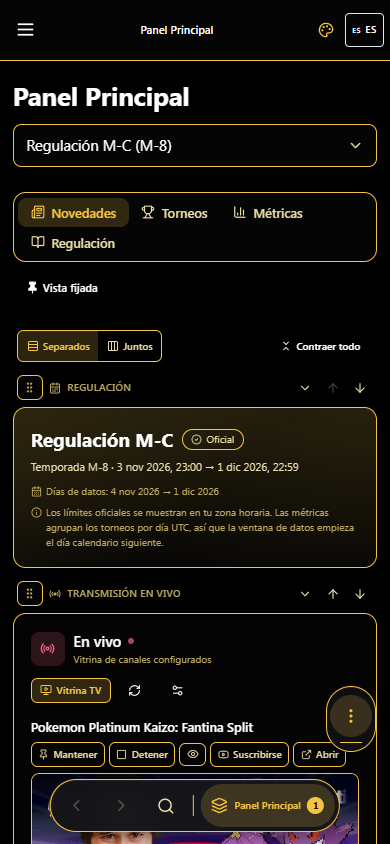 Panel Principal
ES ES
Panel Principal
Regulación M-C (M-8)
Novedades
Torneos
Métricas
Regulación
Vista fijada
Separados
Juntos
Contraer todo
REGULACIÓN
Regulación M-C
Oficial
Temporada M-8 · 3 nov 2026, 23:00 → 1 dic 2026, 22:59
Días de datos: 4 nov 2026 → 1 dic 2026
Los límites oficiales se muestran en tu zona horaria. Las métricas
agrupan los torneos por día UTC, así que la ventana de datos empieza
el día calendario siguiente.
TRANSMISIÓN EN VIVO
En vivo
Vitrina de canales configurados
Vitrina TV
Pokemon Platinum Kaizo: Fantina Split
Mantener
Detener
Suscribirse
Abrir
Panel Principal 1